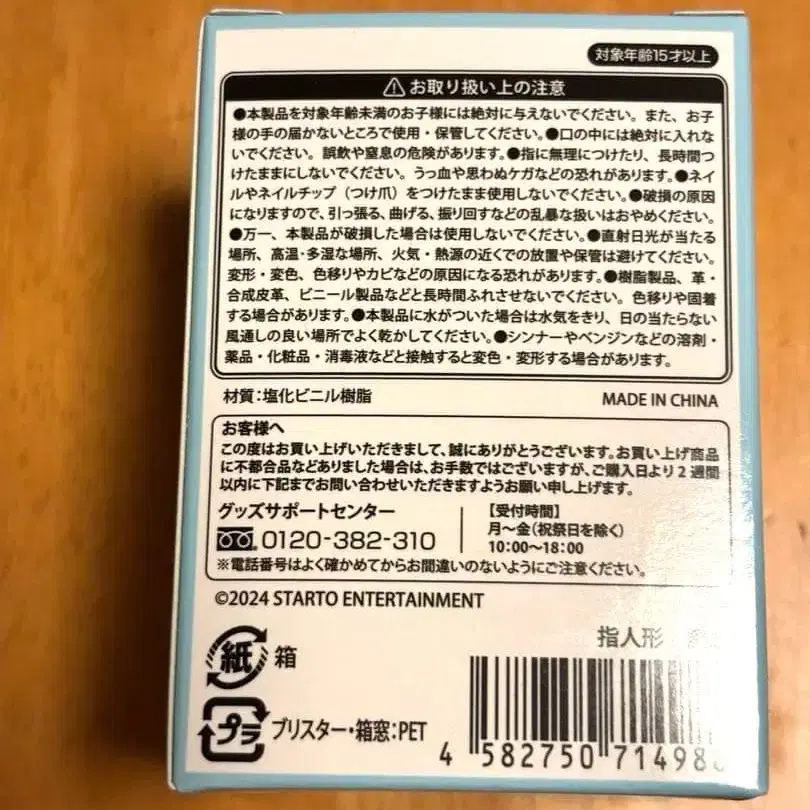 対象年齢15才以上
⚠お取り扱い上の注意
●本製品を対象年齢未満のお子様には絶対に与えないでください。また、お子
様の手の届かないところで使用・保管してください。●口の中には絶対に入れな
いでください。誤飲や窒息の危険があります。●指に無理につけたり、長時間つ
けたままにしないでください。うっ血や思わぬケガなどの恐れがあります。●ネイ
ルやネイルチップ（つけ爪）をつけたまま使用しないでください。●破損の原因
になりますので、引っ張る、曲げる、振り回すなどの乱暴な扱いはおやめください。
●万一、本製品が破損した場合は使用しないでください。●直射日光が当たる
場所、高温・多湿な場所、火気・熱源の近くでの放置や保管は避けてください。
変形・変色、色移りやカビなどの原因になる恐れがあります。●樹脂製品、革・
合成皮革、ビニール製品などと長時間ふれさせないでください。色移りや固着
する場合があります。●本製品に水がついた場合は水気をきり、日の当たらない
風通しの良い場所でよく乾かしてください。●シンナーやベンジンなどの溶剤・
薬品・化粧品・消毒液などと接触すると変色・変形する場合があります。
材質：塩化ビニル樹脂
MADE IN CHINA
お客様へ
この度はお買い上げいただきまして、誠にありがとうございます。お買い上げ商品
に不都合品などありました場合は、お手数ではございますが、ご購入日より2週間
以内に下記までお問い合わせいただきますようお願い申し上げます。
グッズサポートセンター
0120-382-310
【受付時間】
月～金（祝祭日を除く）
10:00～18:00
※電話番号はよく確かめてからお間違いのないようにご注意ください。
©2024 STARTO ENTERTAINMENT
指人形
紙 箱
プラ ブリスター・箱窓：PET
4 582750 71498